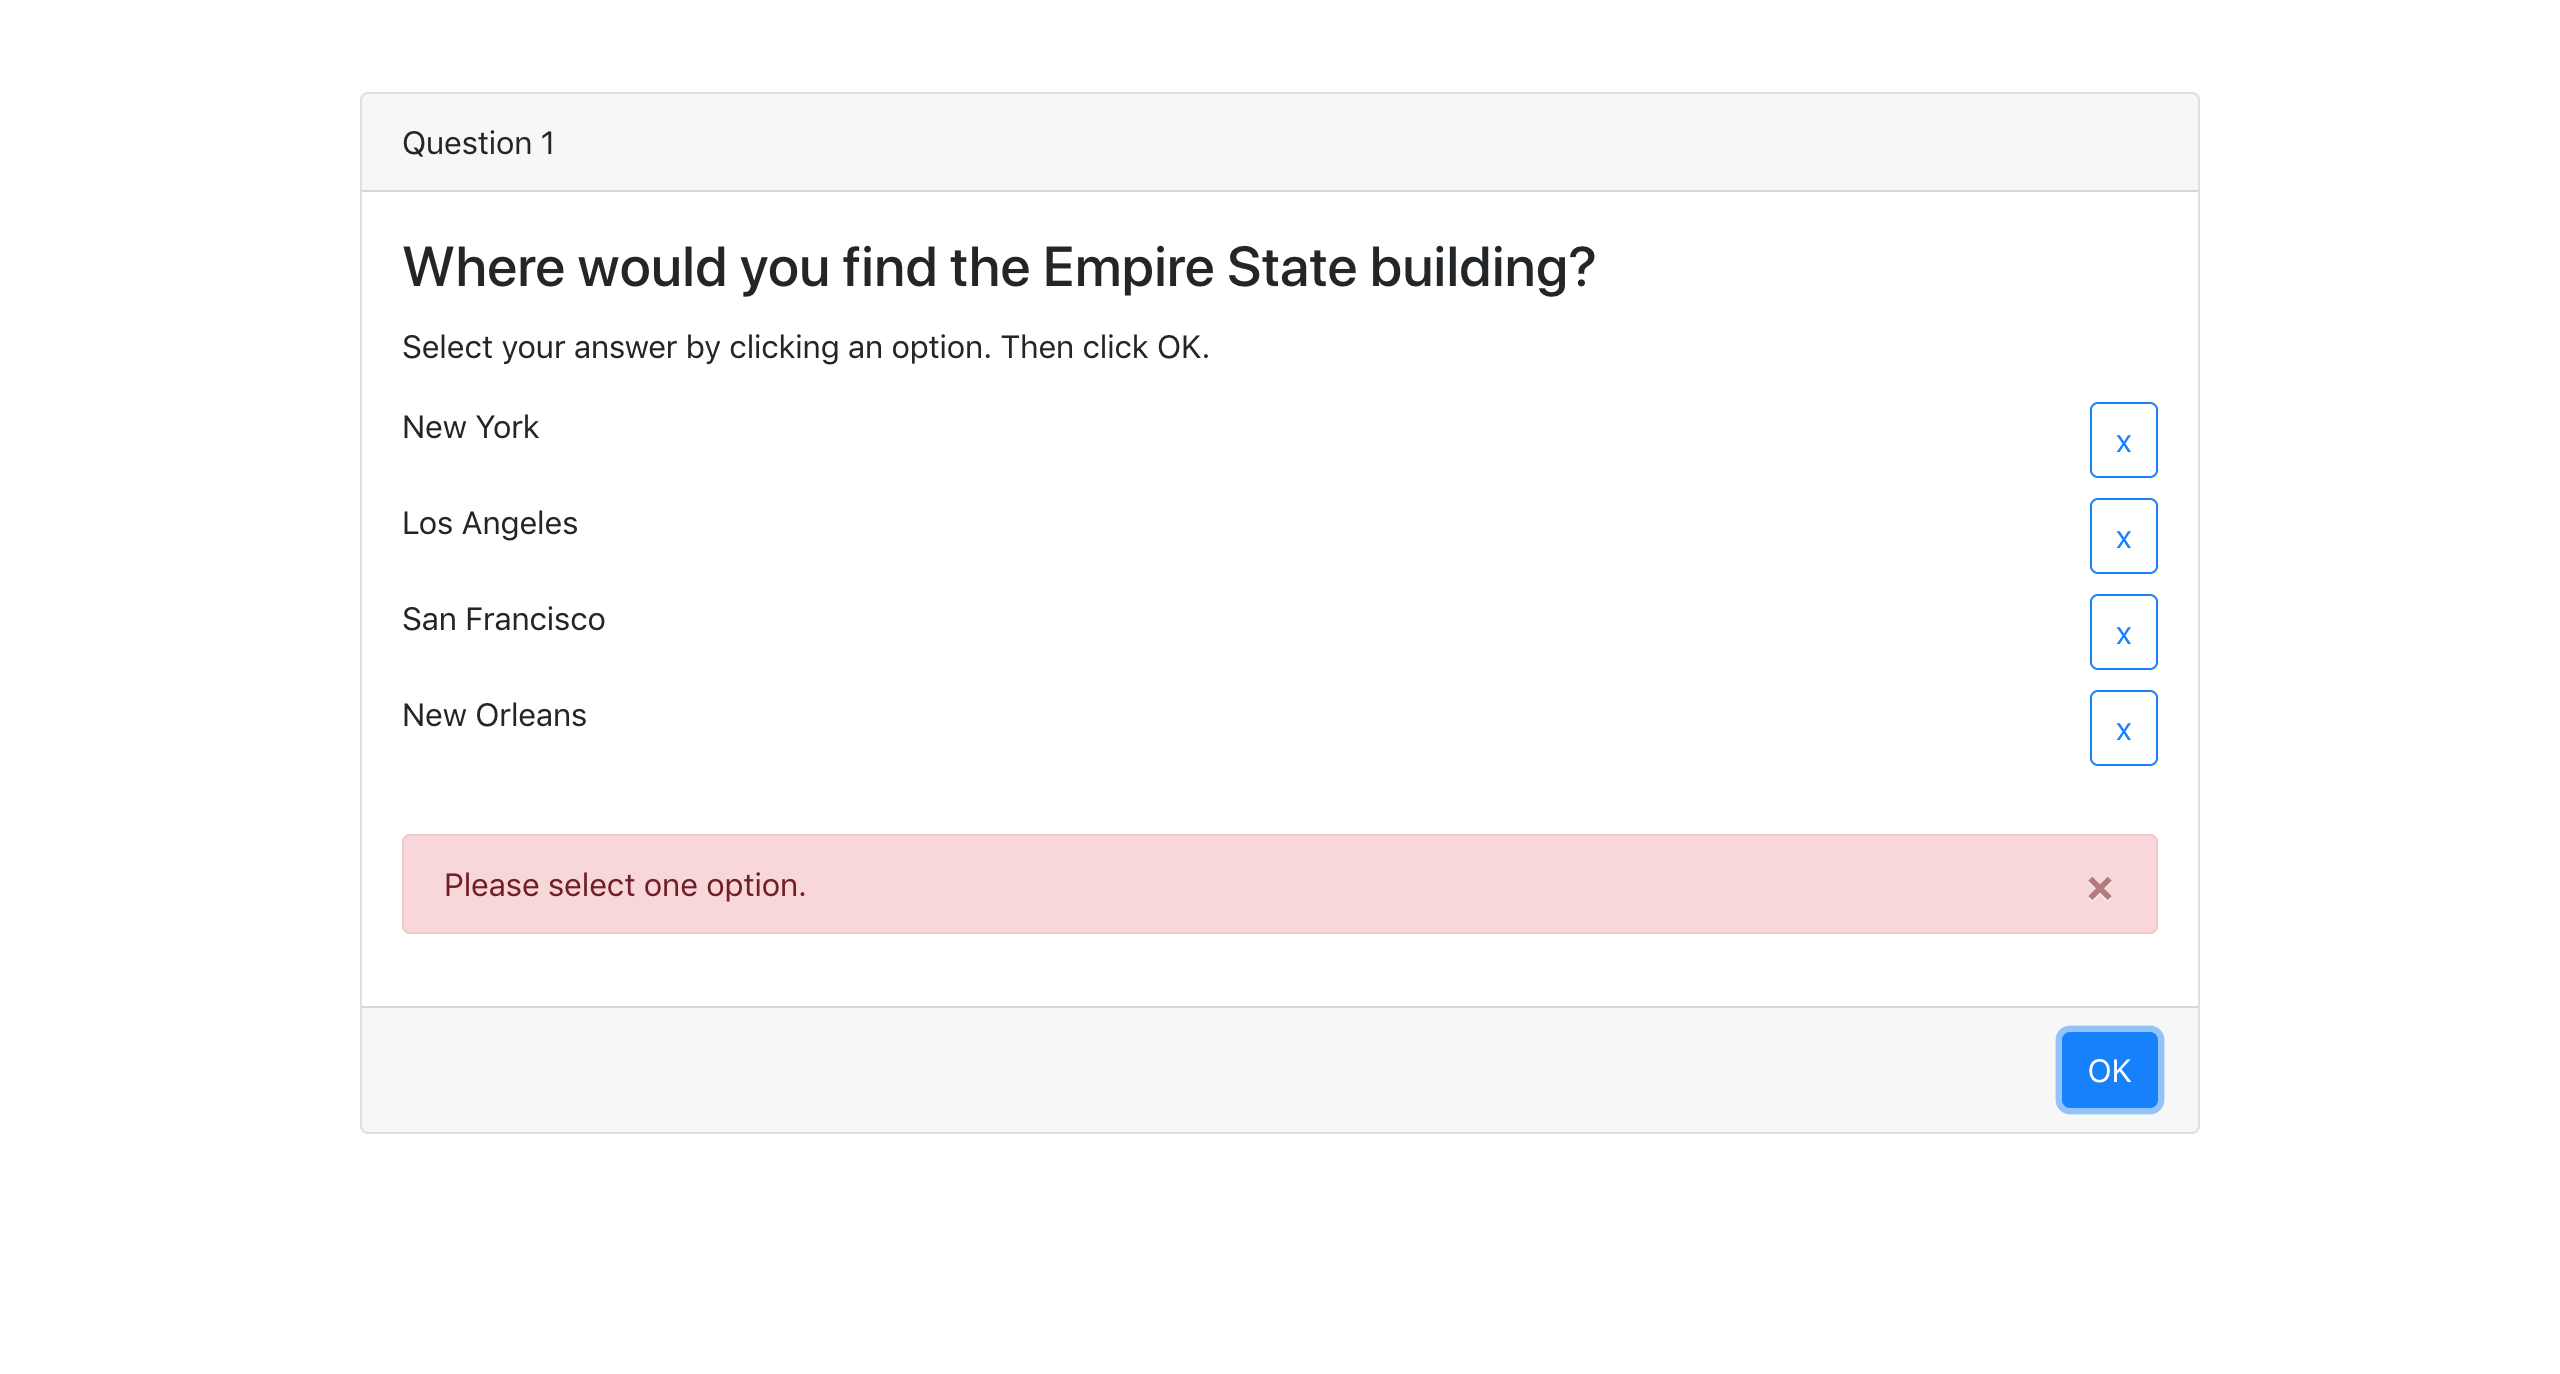 Question 1
Where would you find the Empire State building?
Select your answer by clicking an option. Then click OK.
New York x
Los Angeles x
San Francisco x
New Orleans x
Please select one option. ×
OK